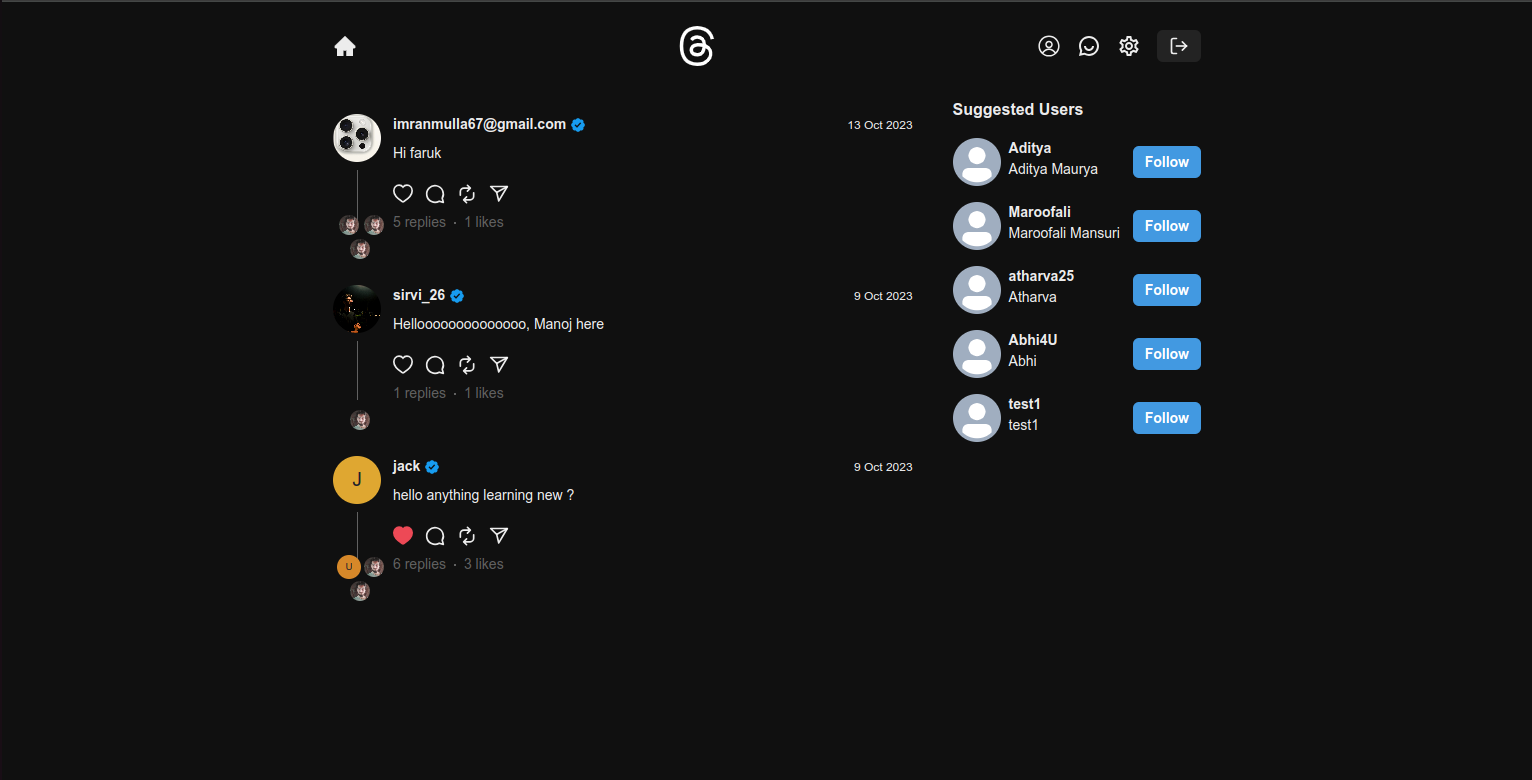 imranmulla67@gmail.com
13 Oct 2023
Hi faruk
5 replies · 1 likes
sirvi_26
9 Oct 2023
Helloooooooooooooo, Manoj here
1 replies · 1 likes
J
jack
9 Oct 2023
hello anything learning new ?
U
6 replies · 3 likes
Suggested Users
Aditya
Aditya Maurya
Follow
Maroofali
Maroofali Mansuri
Follow
atharva25
Atharva
Follow
Abhi4U
Abhi
Follow
test1
test1
Follow